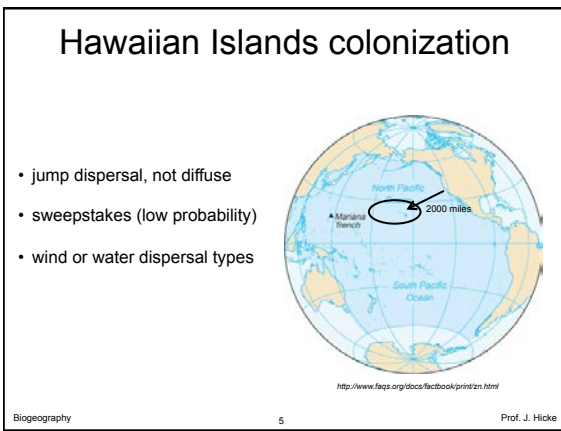 Hawaiian Islands colonization
• jump dispersal, not diffuse
• sweepstakes (low probability)
• wind or water dispersal types
North Pacific
2000 miles
Mariana
Trench
South Pacific
Ocean
http://www.faqs.org/docs/factbook/print/zn.html
Biogeography
5
Prof. J. Hicke